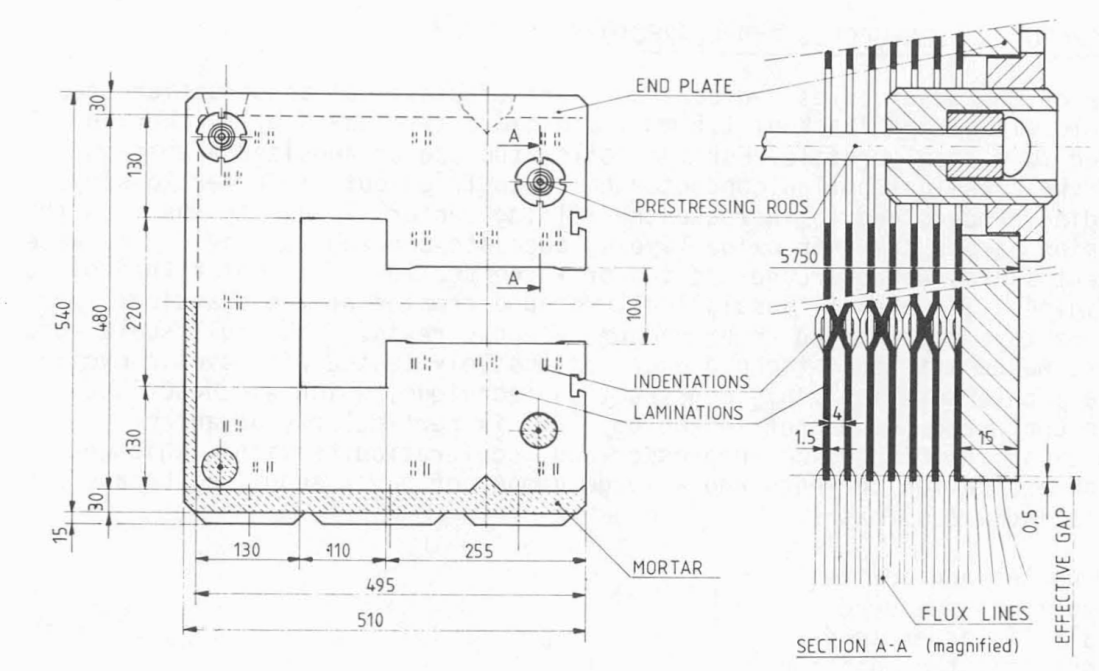 END PLATE
PRESTRESSING RODS
A
A
30
130
220
130
30
15
540
480
100
INDENTATIONS
LAMINATIONS
130
110
255
495
510
MORTAR
5750
4
1.5
15
0,5
FLUX LINES
EFFECTIVE GAP
SECTION A-A (magnified)